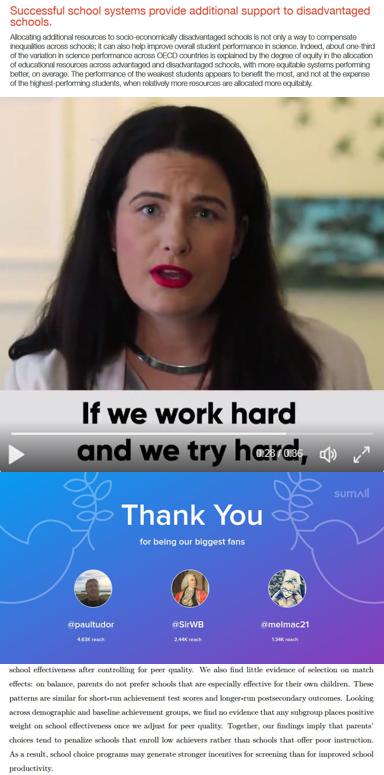 Successful school systems provide additional support to disadvantaged
schools.
Allocating additional resources to socio-economically disadvantaged schools is not only a way to compensate
inequalities across schools; it can also help improve overall student performance in science. Indeed, about one-third
of the variation in science performance across OECD countries is explained by the degree of equity in the allocation
of educational resources across advantaged and disadvantaged schools, with more equitable systems performing
better, on average. The performance of the weakest students appears to benefit the most, and not at the expense
of the highest-performing students, when relatively more resources are allocated more equitably.
If we work hard
and we try hard,
0:28 / 0:36
sumall
Thank You
for being our biggest fans
@paultudor
@SirWB
@melmac21
4.63K reach
2.44K reach
1.34K reach
school effectiveness after controlling for peer quality. We also find little evidence of selection on match
effects: on balance, parents do not prefer schools that are especially effective for their own children. These
patterns are similar for short-run achievement test scores and longer-run postsecondary outcomes. Looking
across demographic and baseline achievement groups, we find no evidence that any subgroup places positive
weight on school effectiveness once we adjust for peer quality. Together, our findings imply that parents'
choices tend to penalize schools that enroll low achievers rather than schools that offer poor instruction.
As a result, school choice programs may generate stronger incentives for screening than for improved school
productivity.